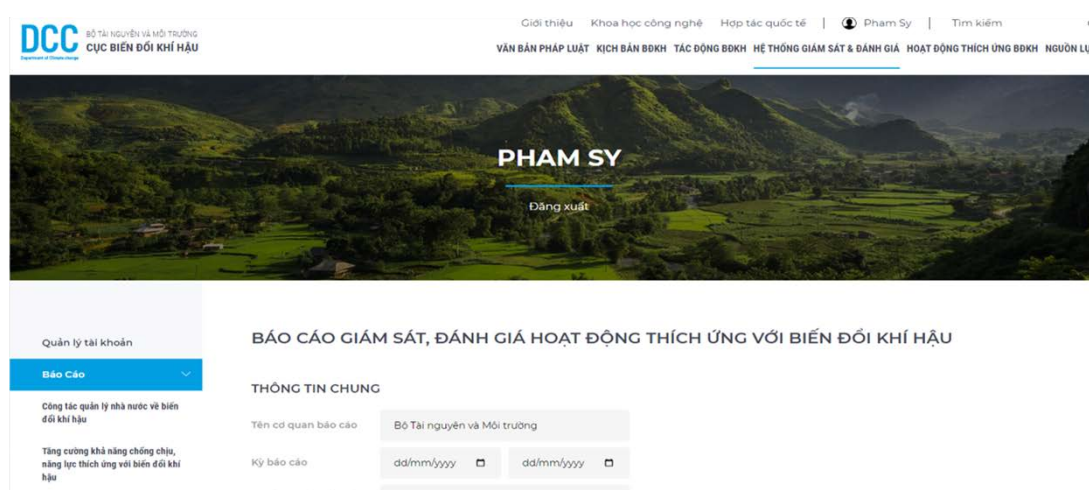 Giới thiệu Khoa học công nghệ Hợp tác quốc tế | Pham Sy | Tìm kiếm
DCC
Department of Climate change
BỘ TÀI NGUYÊN VÀ MÔI TRƯỜNG
CỤC BIẾN ĐỔI KHÍ HẬU
VĂN BẢN PHÁP LUẬT KỊCH BẢN BĐKH TÁC ĐỘNG BĐKH HỆ THỐNG GIÁM SÁT & ĐÁNH GIÁ HOẠT ĐỘNG THÍCH ỨNG BĐKH NGUỒN
PHAM SY
Đăng xuất
Quản lý tài khoản
Báo Cáo
Công tác quản lý nhà nước về biến
đổi khí hậu
Tăng cường khả năng chống chịu,
năng lực thích ứng với biến đổi khí
hậu
BÁO CÁO GIÁM SÁT, ĐÁNH GIÁ HOẠT ĐỘNG THÍCH ỨNG VỚI BIẾN ĐỔI KHÍ HẬU
THÔNG TIN CHUNG
Tên cơ quan báo cáo Bộ Tài nguyên và Môi trường
Kỳ báo cáo dd/mm/yyyy dd/mm/yyyy